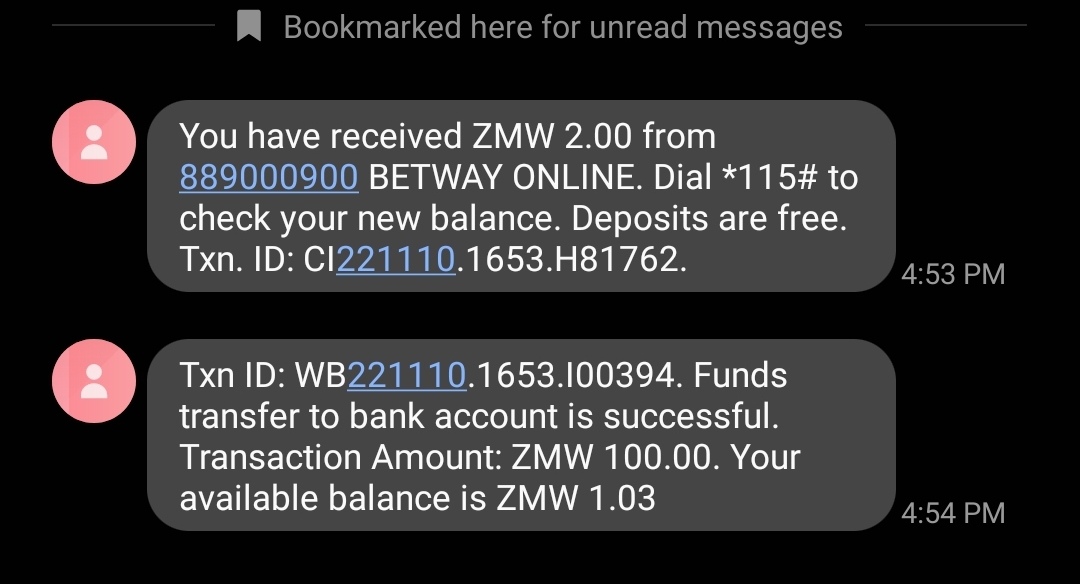 Bookmarked here for unread messages
You have received ZMW 2.00 from
889000900 BETWAY ONLINE. Dial *115# to
check your new balance. Deposits are free.
Txn. ID: CI221110.1653.H81762.
4:53 PM
Txn ID: WB221110.1653.I00394. Funds
transfer to bank account is successful.
Transaction Amount: ZMW 100.00. Your
available balance is ZMW 1.03
4:54 PM